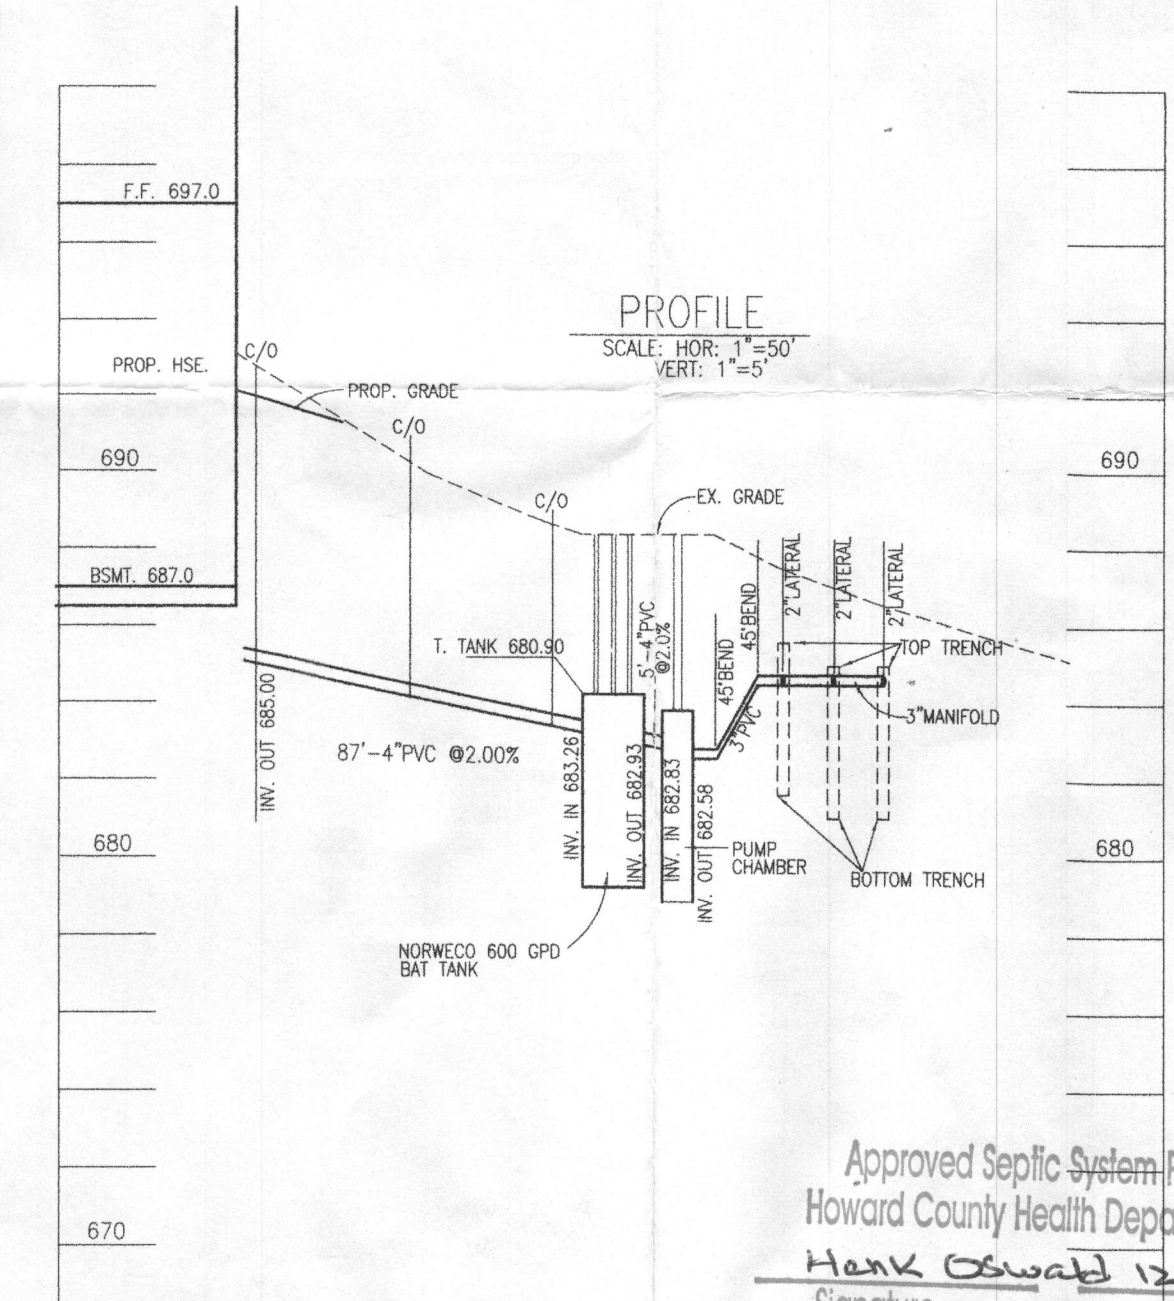 F.F. 697.0
PROFILE
SCALE: HOR: 1"=50'
VERT: 1"=5'
C/O
PROP. HSE.
PROP. GRADE
C/O
690
690
C/O
EX. GRADE
BSMT. 687.0
2"LATERAL
2"LATERAL
2"LATERAL
45°BEND
45°BEND
T. TANK 680.90
5'-4"PVC
@2.0%
TOP TRENCH
3"MANIFOLD
3"PVC
INV. OUT 685.00
87'-4"PVC @2.00%
INV. IN 683.26
INV. OUT 682.93
INV. IN 682.83
INV. OUT 682.58
680
680
PUMP
CHAMBER
BOTTOM TRENCH
NORWECO 600 GPD
BAT TANK
670
Approved Septic System
Howard County Health
Henk Oswald 12
Signature